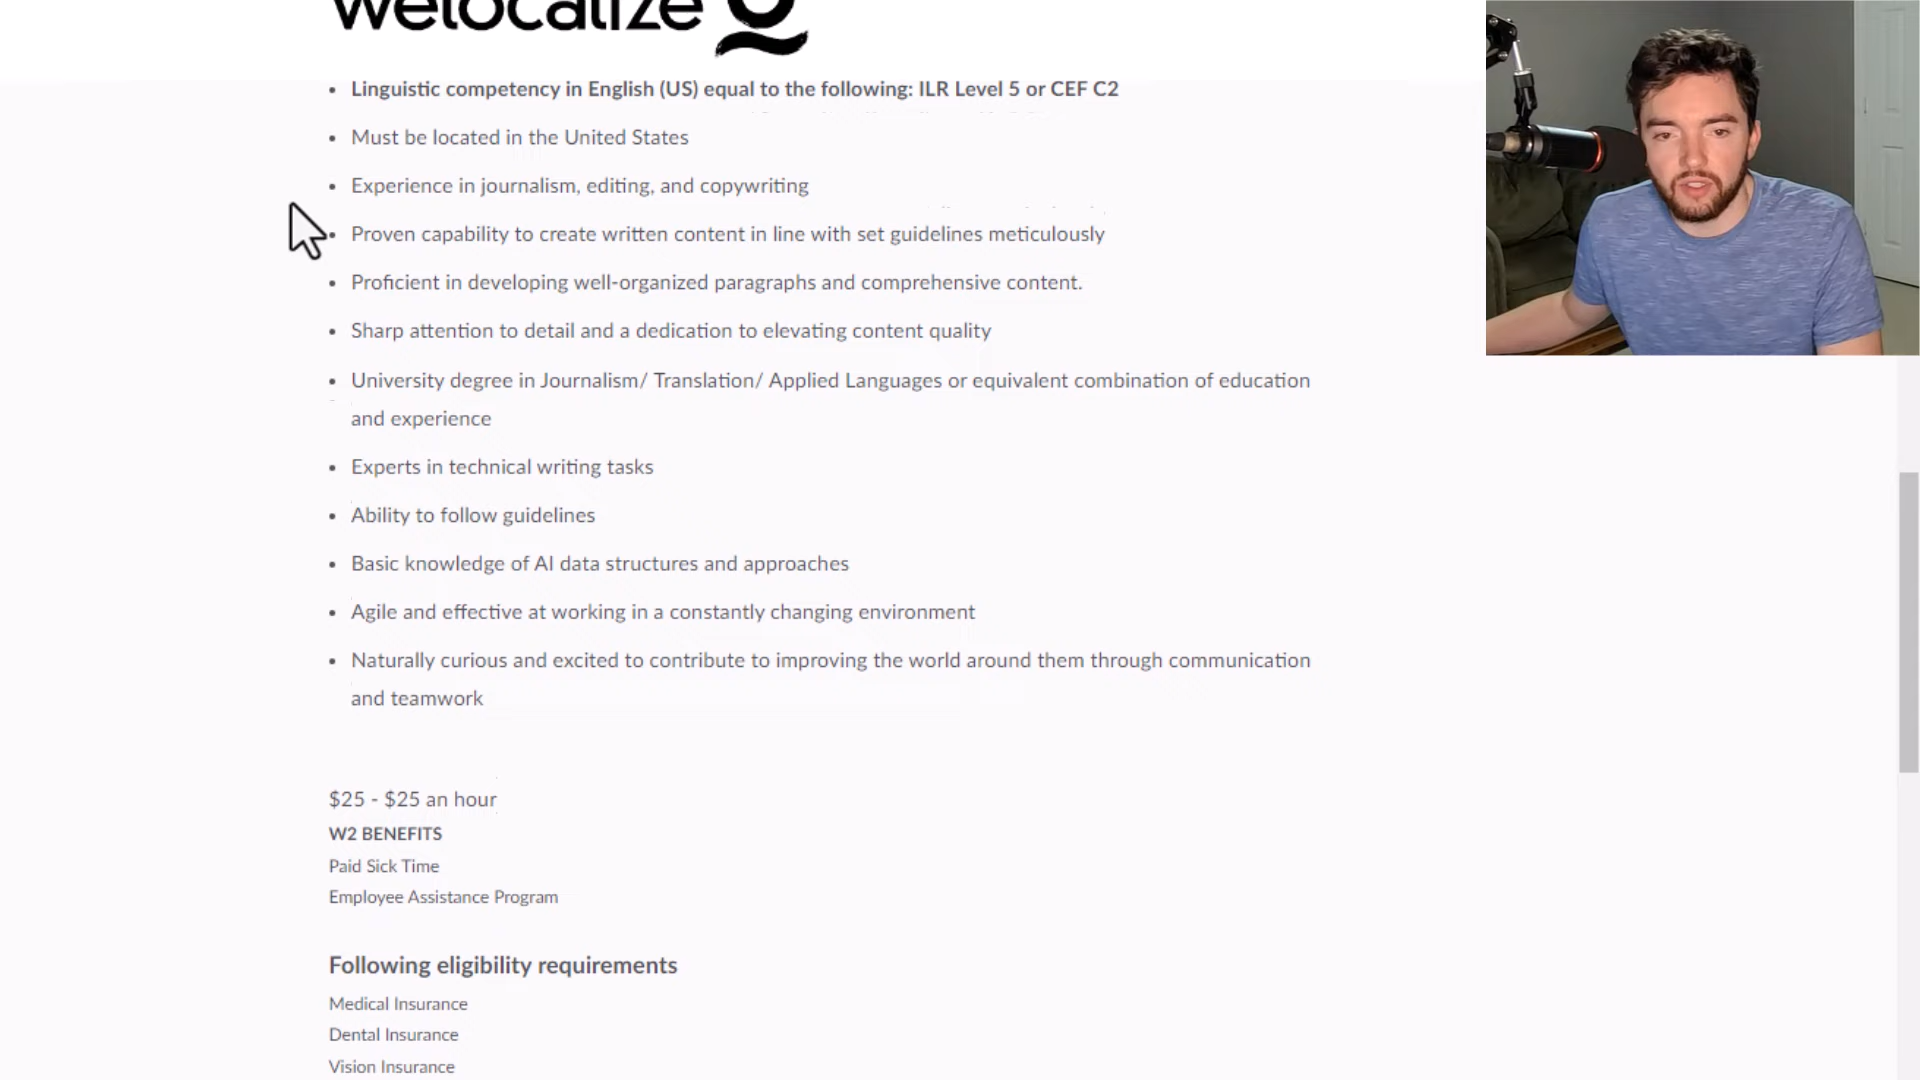 welocalize
Linguistic competency in English (US) equal to the following: ILR Level 5 or CEF C2
Must be located in the United States
Experience in journalism, editing, and copywriting
Proven capability to create written content in line with set guidelines meticulously
Proficient in developing well-organized paragraphs and comprehensive content.
Sharp attention to detail and a dedication to elevating content quality
University degree in Journalism/ Translation/ Applied Languages or equivalent combination of education
and experience
Experts in technical writing tasks
Ability to follow guidelines
Basic knowledge of AI data structures and approaches
Agile and effective at working in a constantly changing environment
Naturally curious and excited to contribute to improving the world around them through communication
and teamwork
$25 - $25 an hour
W2 BENEFITS
Paid Sick Time
Employee Assistance Program
Following eligibility requirements
Medical Insurance
Dental Insurance
Vision Insurance